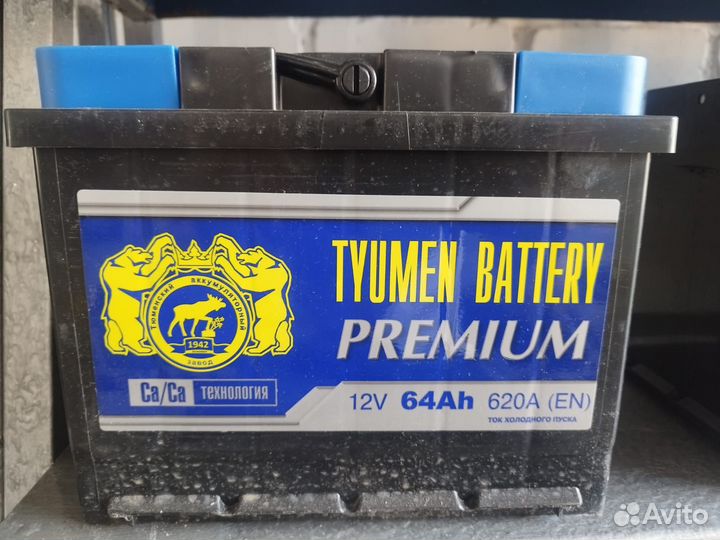 TYUMEN BATTERY
PREMIUM
Тюменский аккумуляторный
завод
1942
Ca/Ca технология
12V 64Ah 620A (EN)
ТОК ХОЛОДНОГО ПУСКА
Avito